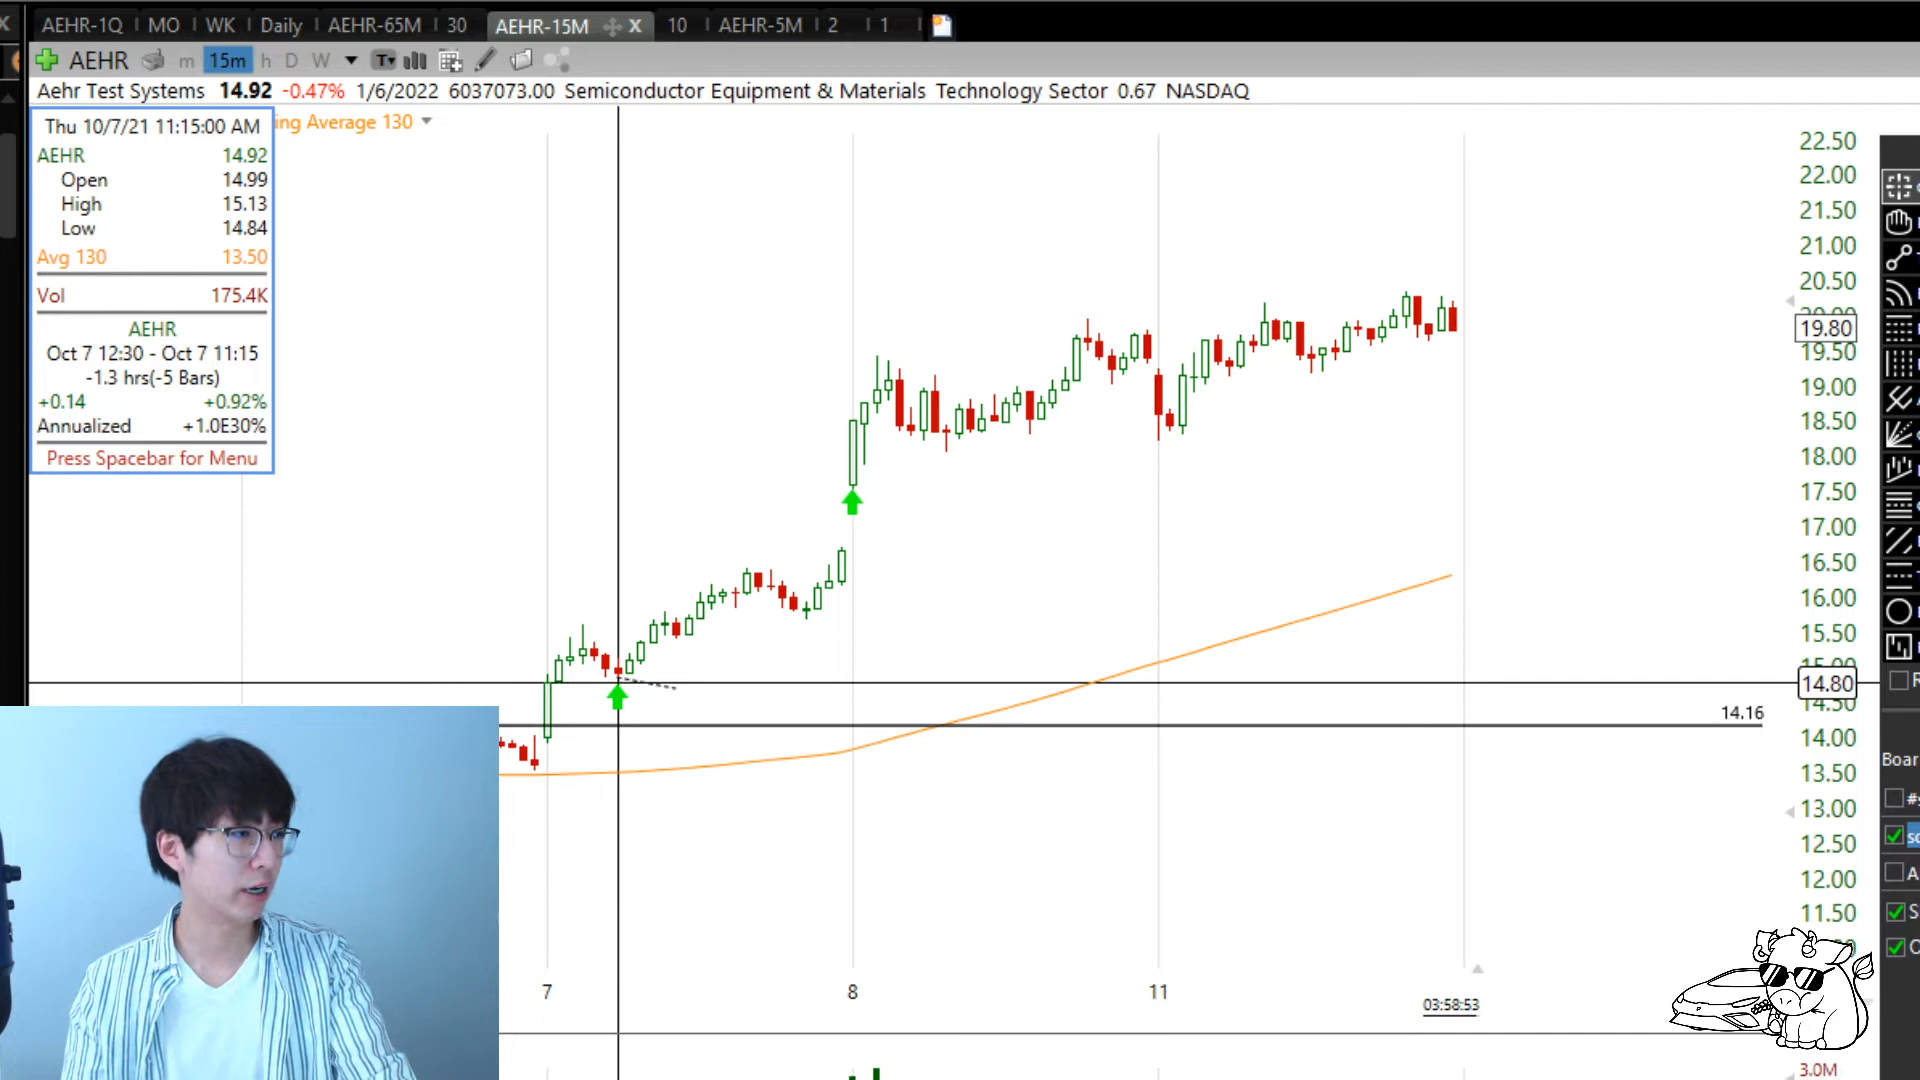 AEHR-1Q MO WK Daily AEHR-65M 30 AEHR-15M X 10 AEHR-5M 2 1
AEHR m 15m h D W T
Aehr Test Systems 14.92 -0.47% 1/6/2022 6037073.00 Semiconductor Equipment & Materials Technology Sector 0.67 NASDAQ
ing Average 130
Thu 10/7/21 11:15:00 AM
AEHR 14.92
Open 14.99
High 15.13
Low 14.84
Avg 130 13.50
Vol 175.4K
AEHR
Oct 7 12:30 - Oct 7 11:15
-1.3 hrs(-5 Bars)
+0.14 +0.92%
Annualized +1.0E30%
Press Spacebar for Menu
22.50
22.00
21.50
21.00
20.50
20.00
19.80
19.50
19.00
18.50
18.00
17.50
17.00
16.50
16.00
15.50
15.00
14.80
14.50
14.16
14.00
13.50
13.00
12.50
12.00
11.50
7 8 11
03:58:53
3.0M
Boar